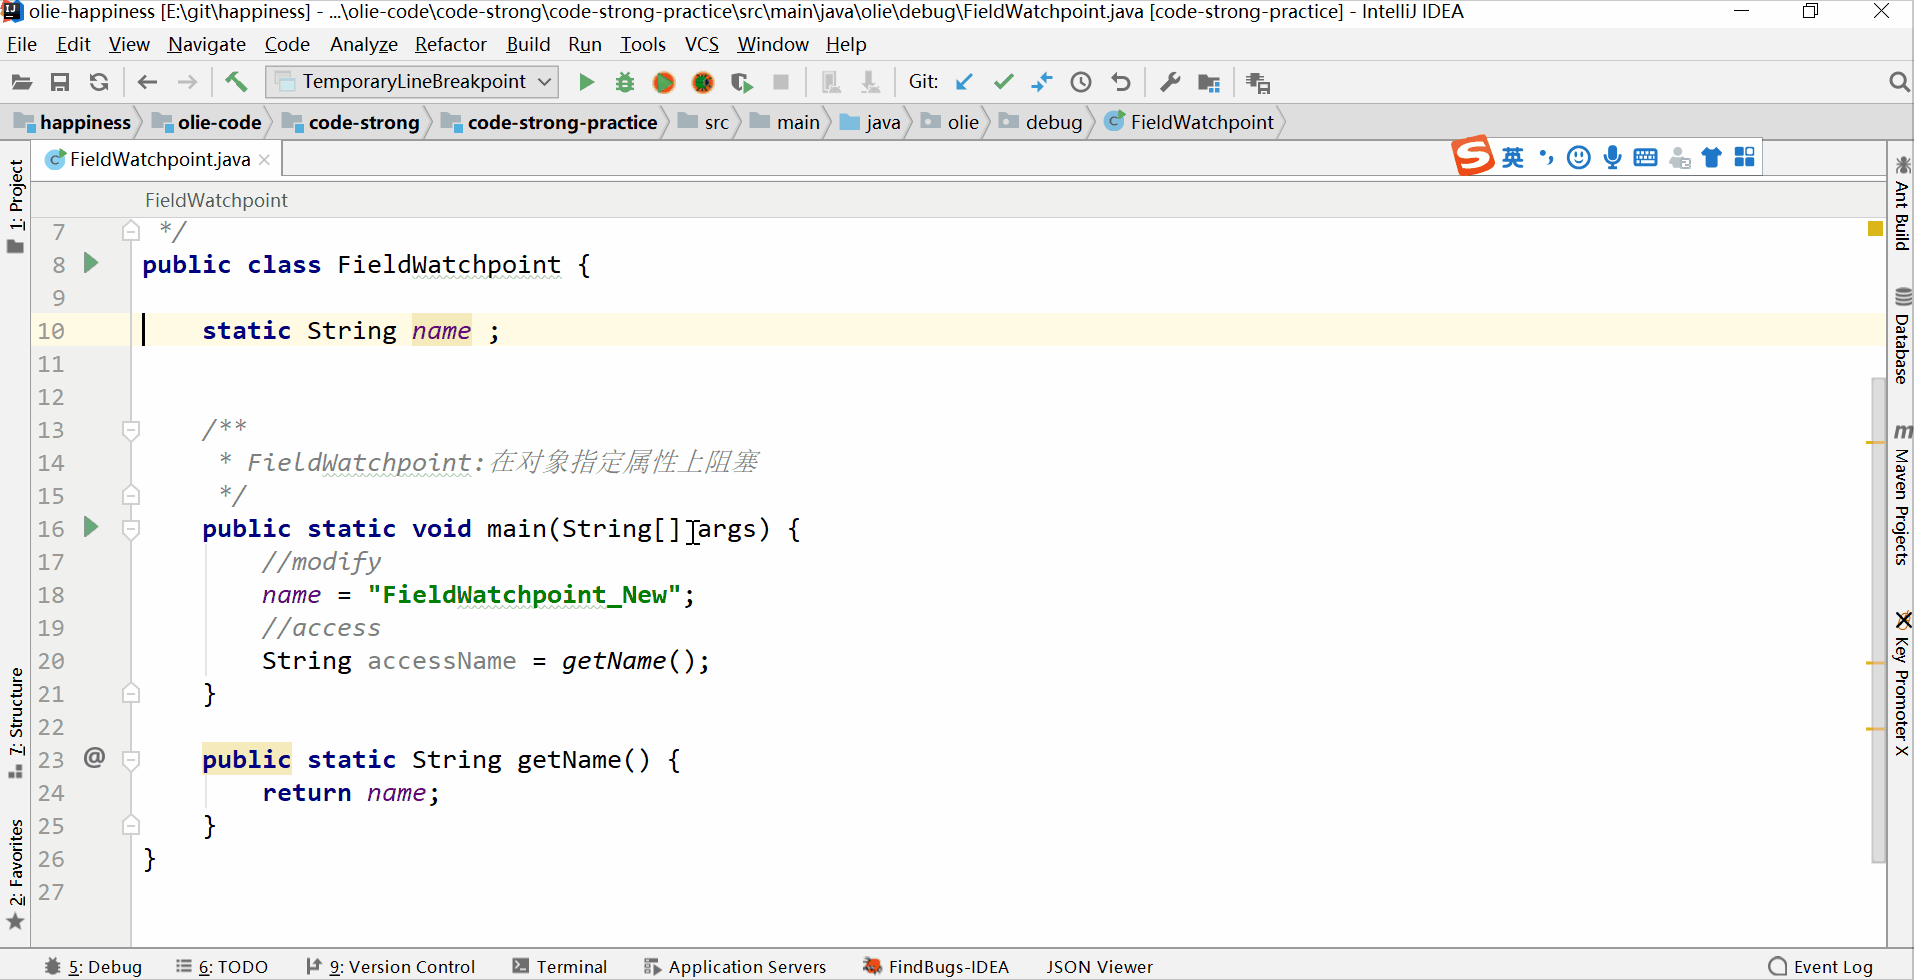 olie-happiness [E:\git\happiness] - ...\olie-code\code-strong\code-strong-practice\src\main\java\olie\debug\FieldWatchpoint.java [code-strong-practice] - IntelliJ IDEA
File Edit View Navigate Code Analyze Refactor Build Run Tools VCS Window Help
TemporaryLineBreakpoint Git:
happiness olie-code code-strong code-strong-practice src main java olie debug FieldWatchpoint
FieldWatchpoint.java
英
FieldWatchpoint
7 */
8 public class FieldWatchpoint {
9
10 static String name ;
11
12
13 /**
14 * FieldWatchpoint:在对象指定属性上阻塞
15 */
16 public static void main(String[] args) {
17 //modify
18 name = "FieldWatchpoint_New";
19 //access
20 String accessName = getName();
21 }
22
23 @ public static String getName() {
24 return name;
25 }
26 }
27
1: Project
7: Structure
2: Favorites
Ant Build
Database
m Maven Projects
Key Promoter X
5: Debug 6: TODO 9: Version Control Terminal Application Servers FindBugs-IDEA JSON Viewer Event Log